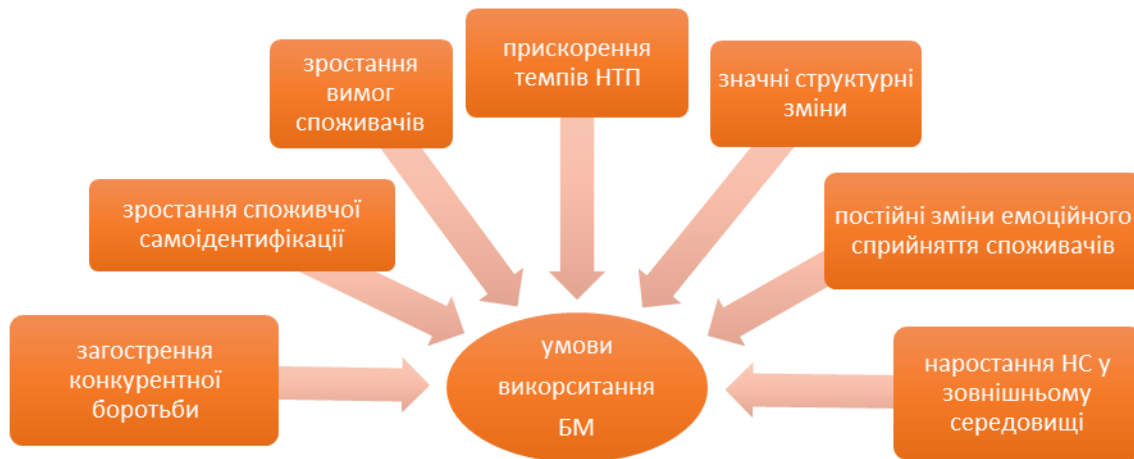 прискорення
темпів НТП
зростання
вимог
споживачів
значні структурні
зміни
зростання споживчої
самоідентифікації
постійні зміни емоційного
сприйняття споживачів
загострення
конкурентної
боротьби
умови
викорситання
БМ
наростання НС у
зовнішньому
середовищі